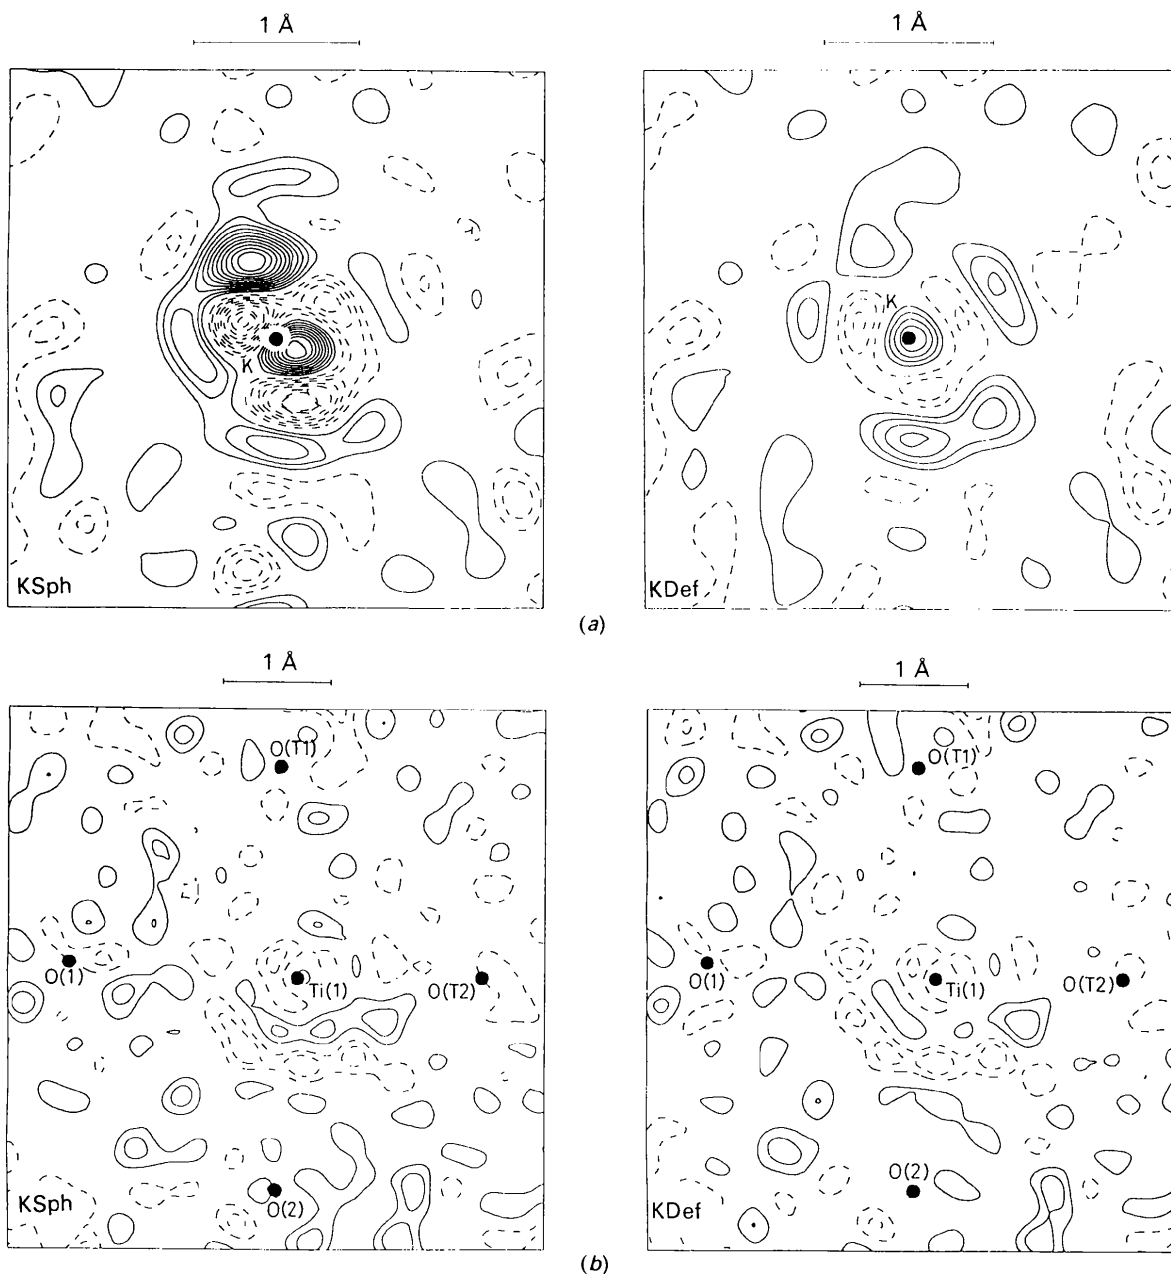 1 Å
1 Å
K
K
KSph
KDef
(a)
1 Å
1 Å
O(T1)
O(T1)
O(1)
Ti(1)
O(T2)
O(1)
Ti(1)
O(T2)
O(2)
O(2)
KSph
KDef
(b)